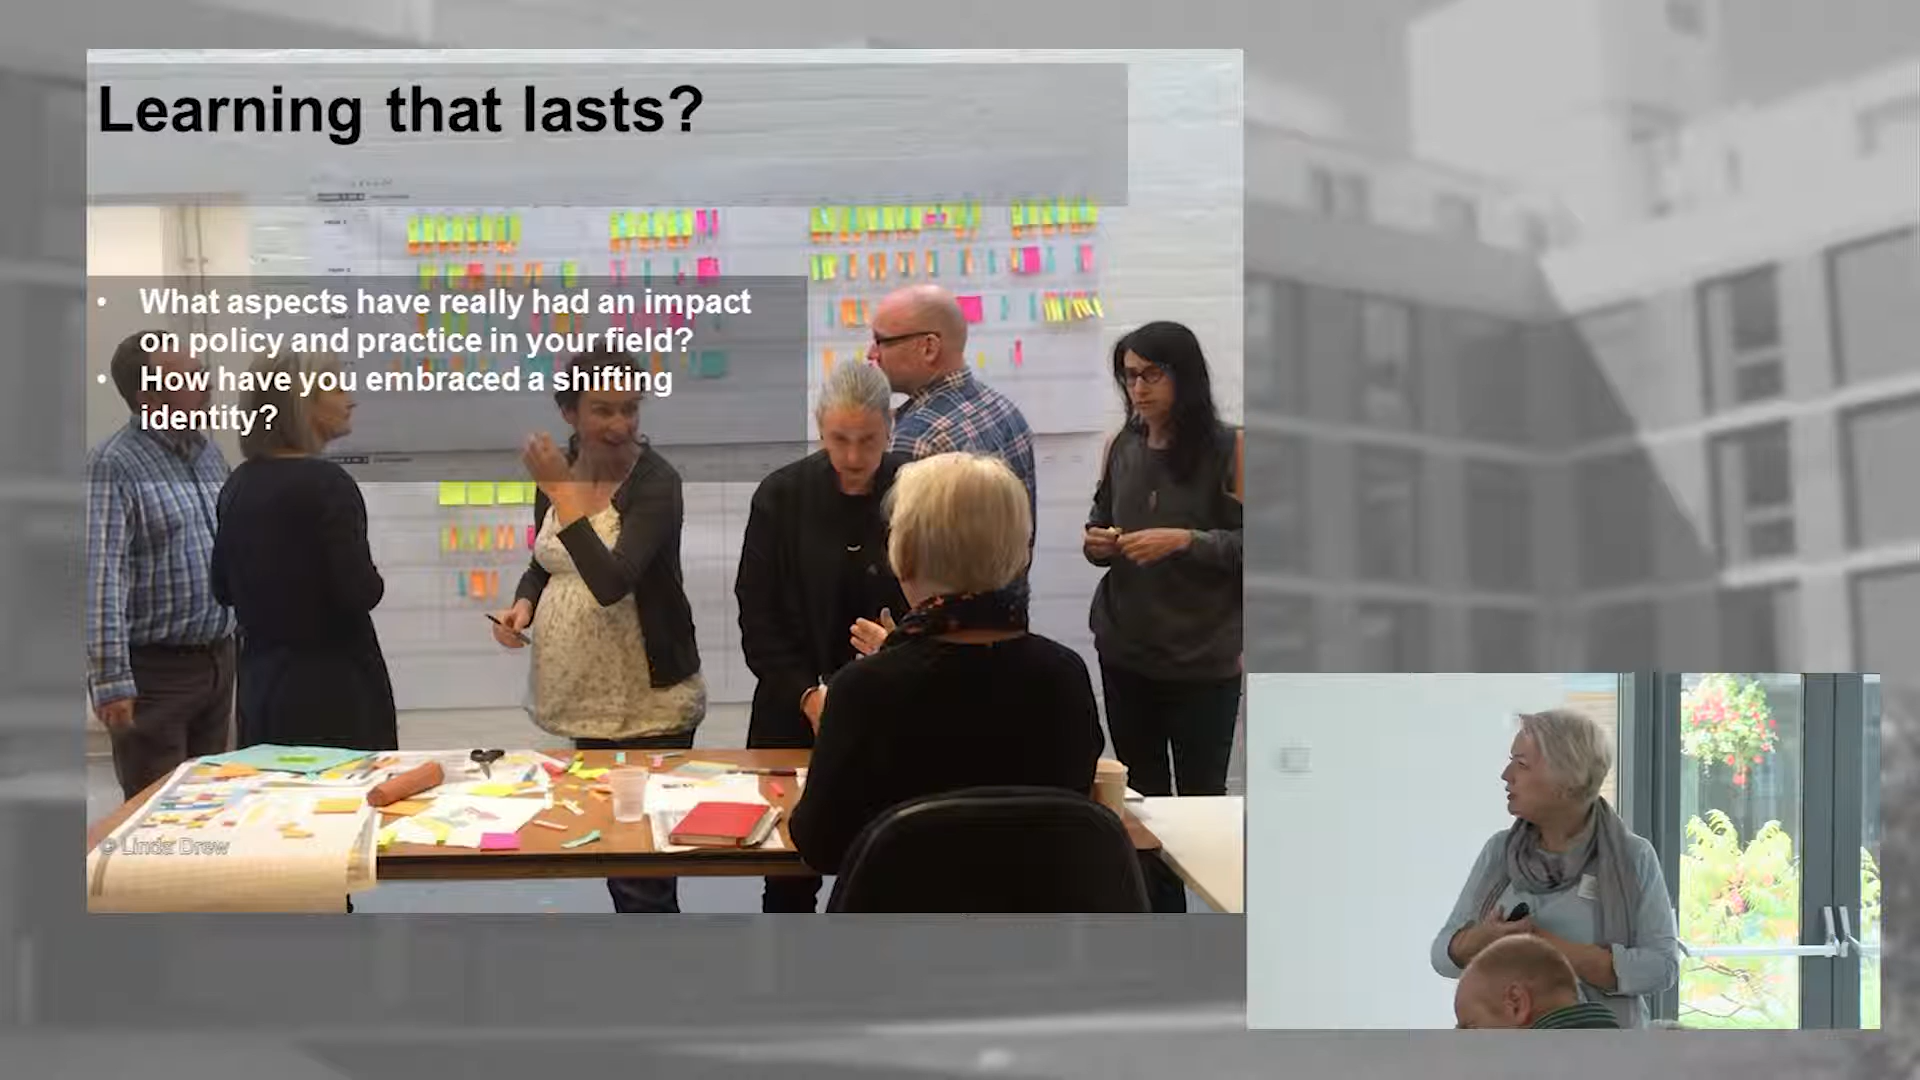 Learning that lasts?
• What aspects have really had an impact
on policy and practice in your field?
• How have you embraced a shifting
identity?
© Linda Drew